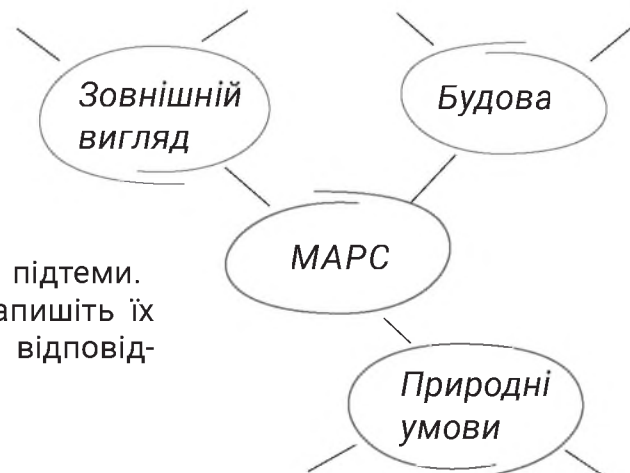 Зовнішній
вигляд
Будова
МАРС
підтеми.
апишіть їх
відповід-
Природні
умови